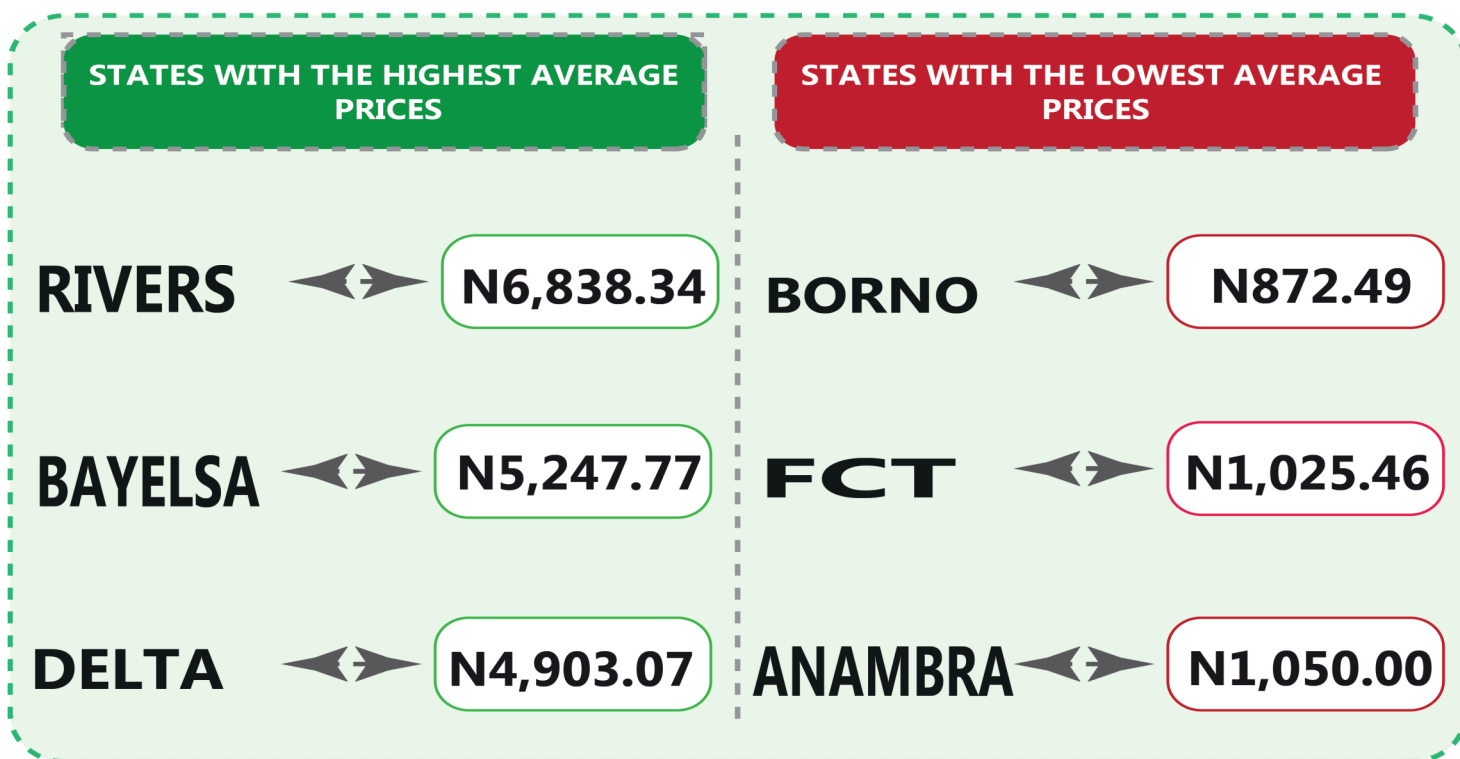 STATES WITH THE HIGHEST AVERAGE
PRICES
RIVERS N6,838.34
BAYELSA N5,247.77
DELTA N4,903.07
STATES WITH THE LOWEST AVERAGE
PRICES
BORNO N872.49
FCT N1,025.46
ANAMBRA N1,050.00